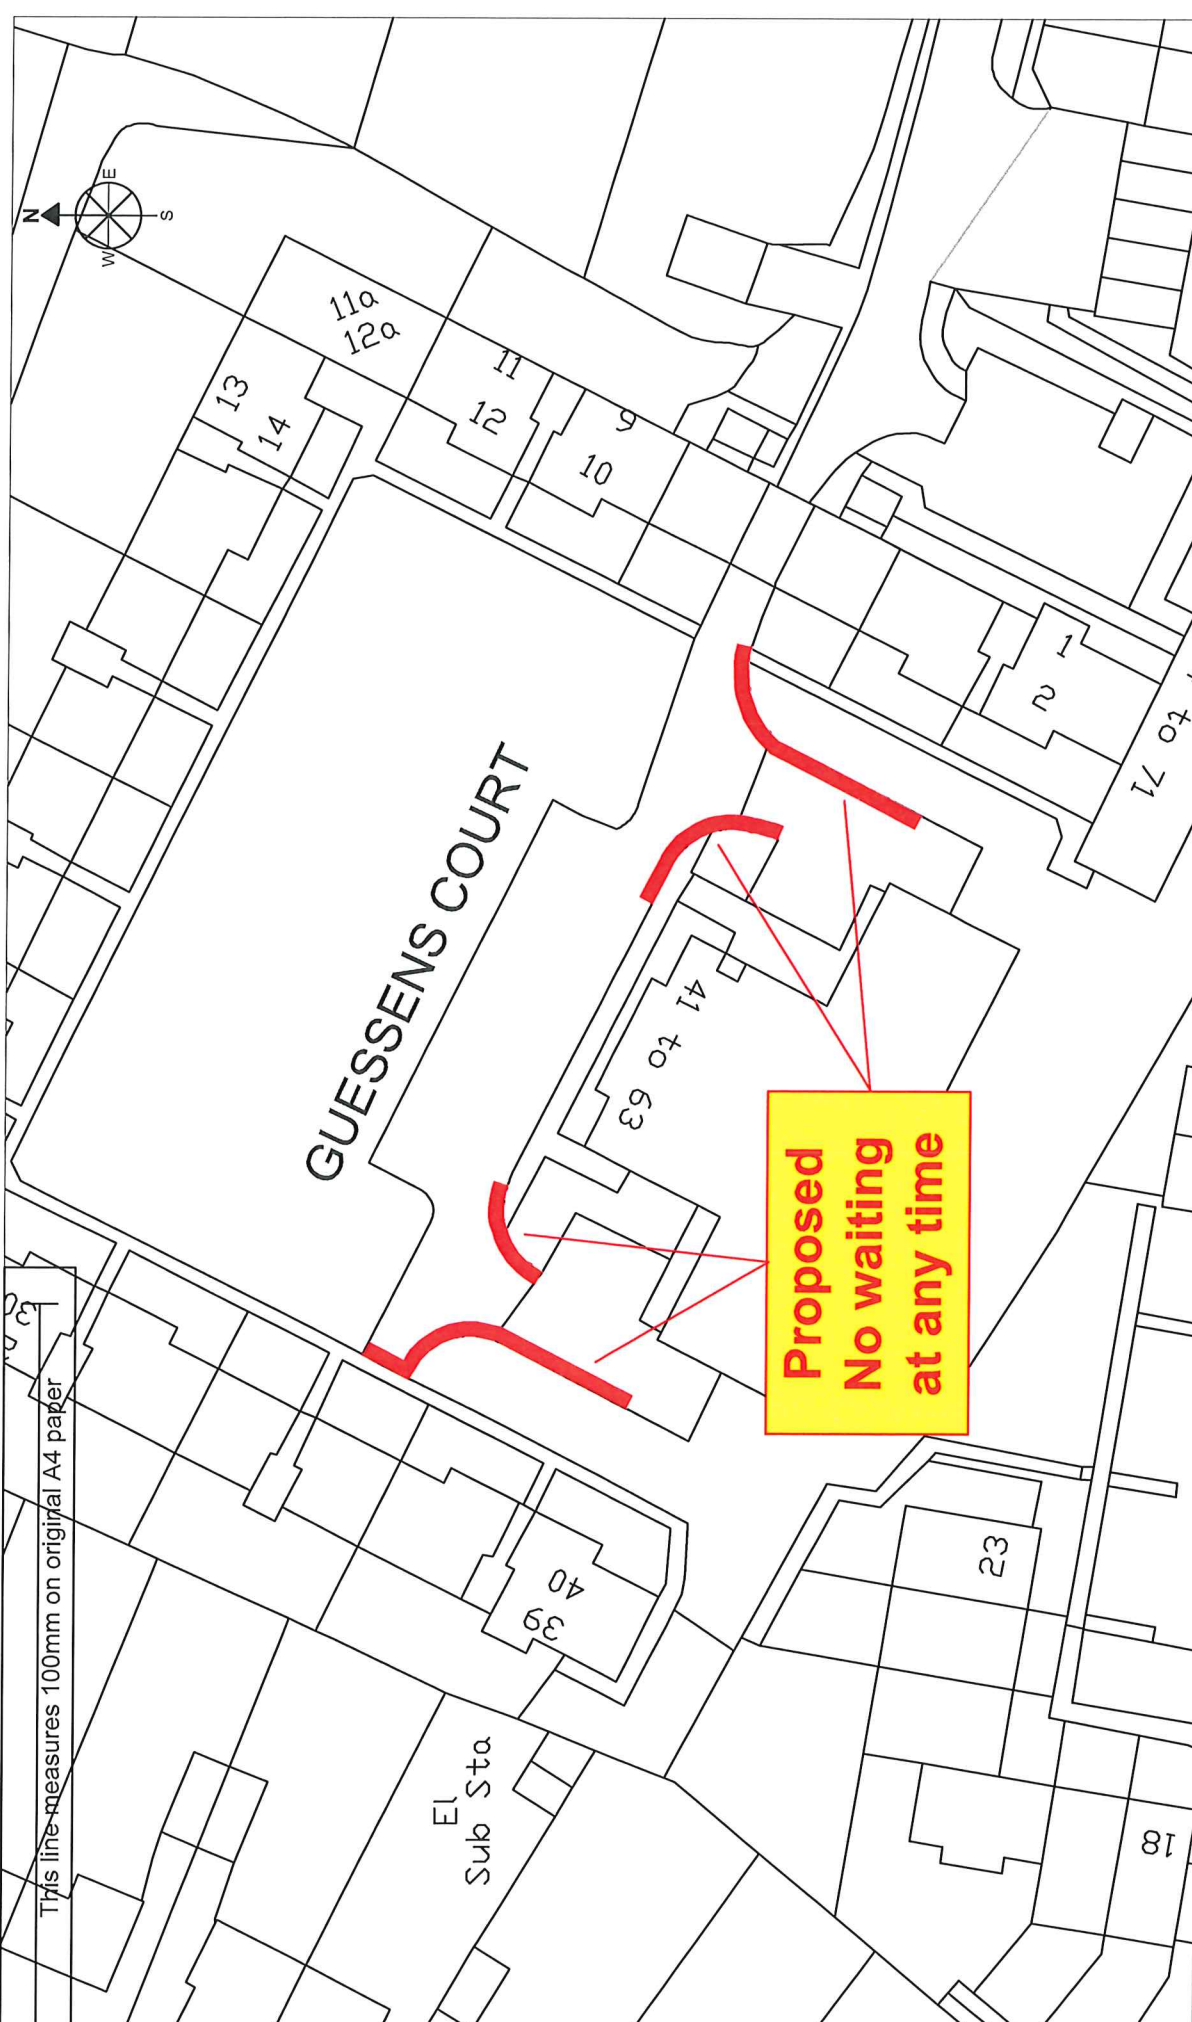 N
E
W
S
11a
12a
13
14
11
12
9
10
1
2
to 71
GUESSENS COURT
41 to 63
Proposed
No waiting
at any time
30
This line measures 100mm on original A4 paper
40
39
23
El
Sub Sta
18